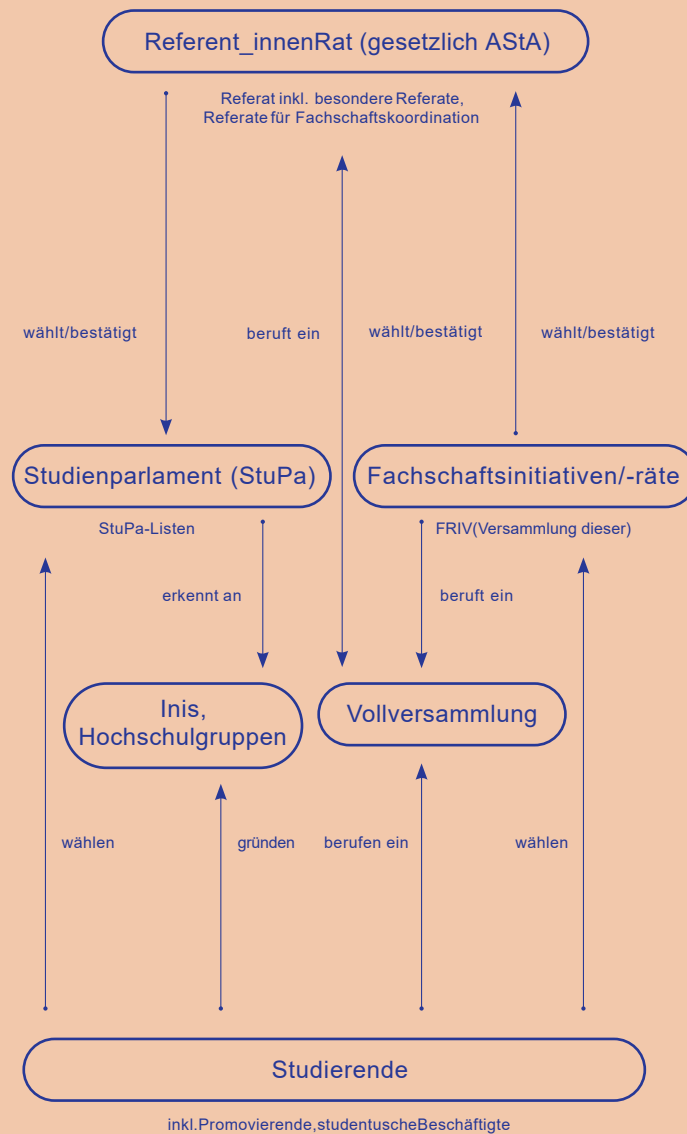 Referent_innenRat (gesetzlich AStA)
Referat inkl. besondere Referate,
Referate für Fachschaftskoordination
wählt/bestätigt
beruft ein
wählt/bestätigt
wählt/bestätigt
Studienparlament (StuPa)
Fachschaftsinitiativen/-räte
StuPa-Listen
FRIV(Versammlung dieser)
erkennt an
beruft ein
Inis,
Hochschulgruppen
Vollversammlung
wählen
gründen
berufen ein
wählen
Studierende
inkl.Promovierende,studentuscheBeschäftigte